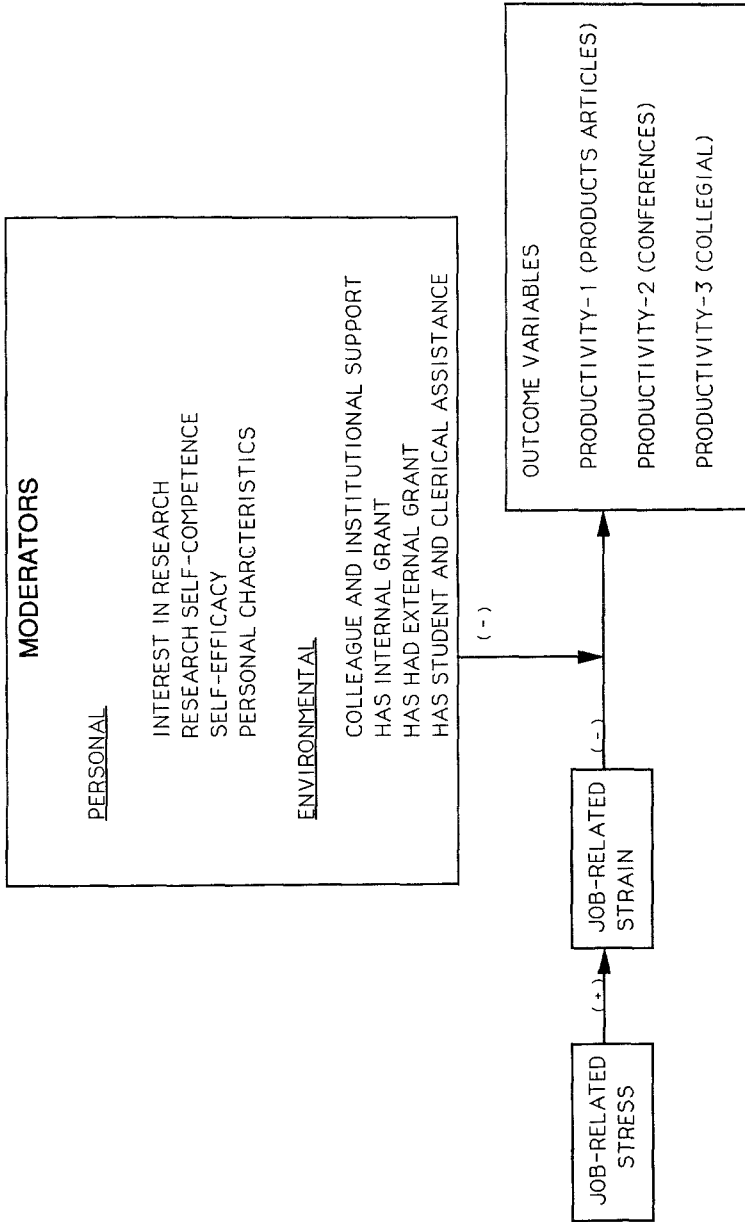 MODERATORS
PERSONAL
INTEREST IN RESEARCH
RESEARCH SELF-COMPETENCE
SELF-EFFICACY
PERSONAL CHARCTERISTICS
ENVIRONMENTAL
COLLEAGUE AND INSTITUTIONAL SUPPORT
HAS INTERNAL GRANT
HAS HAD EXTERNAL GRANT
HAS STUDENT AND CLERICAL ASSISTANCE
(-)
JOB-RELATED
STRESS
(+)
JOB-RELATED
STRAIN
(-)
OUTCOME VARIABLES
PRODUCTIVITY-1 (PRODUCTS ARTICLES)
PRODUCTIVITY-2 (CONFERENCES)
PRODUCTIVITY-3 (COLLEGIAL)